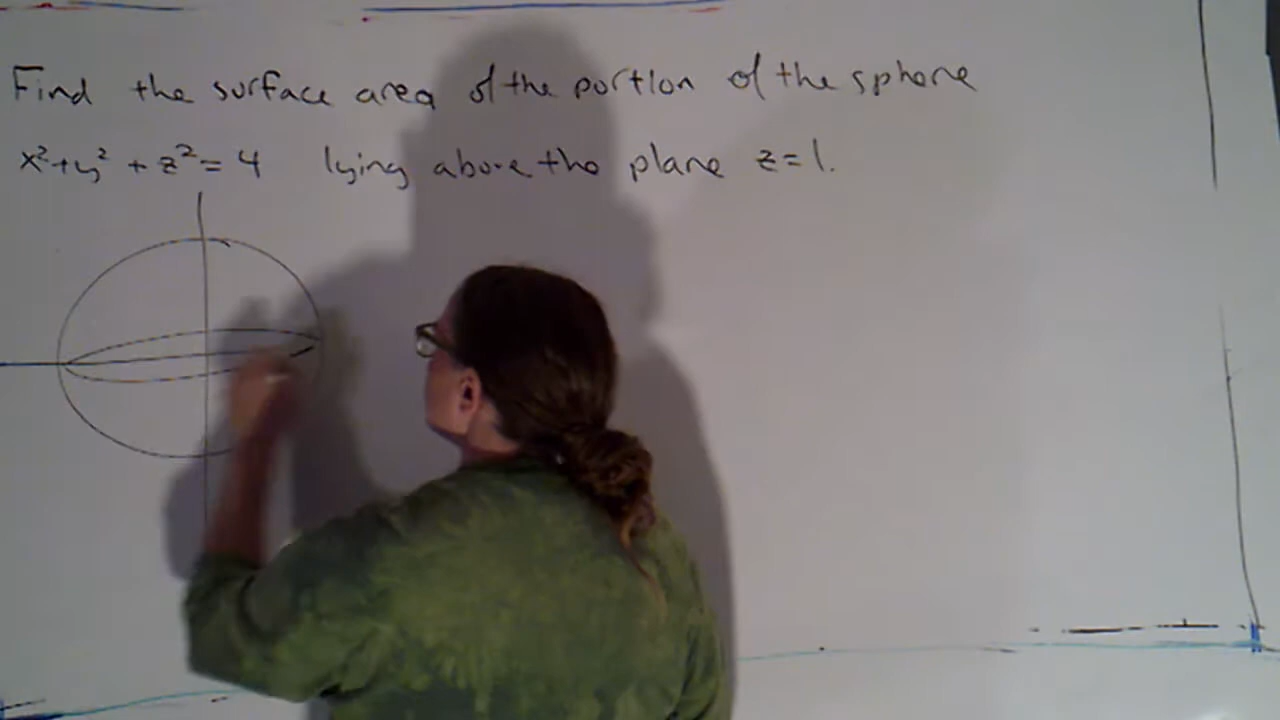 Find the surface area of the portion of the sphere
x²+y² + z² = 4 lying above the plane z=1.